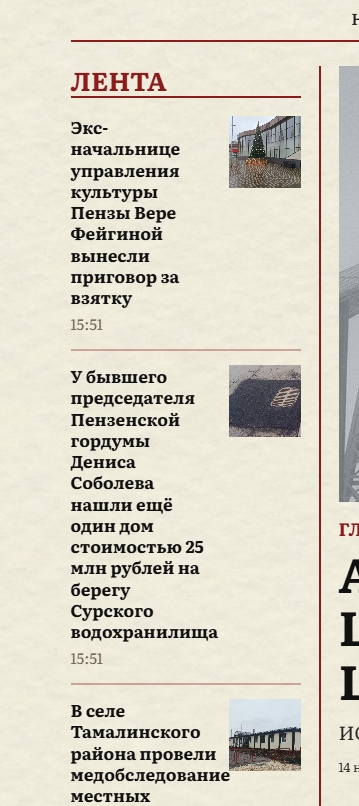 ЛЕНТА
Экс-
начальнице
управления
культуры
Пензы Вере
Фейгиной
вынесли
приговор за
взятку
15:51
У бывшего
председателя
Пензенской
гордумы
Дениса
Соболева
нашли ещё
один дом
стоимостью 25
млн рублей на
берегу
Сурского
водохранилища
15:51
В селе
Тамалинского
района провели
медобследование
местных
14